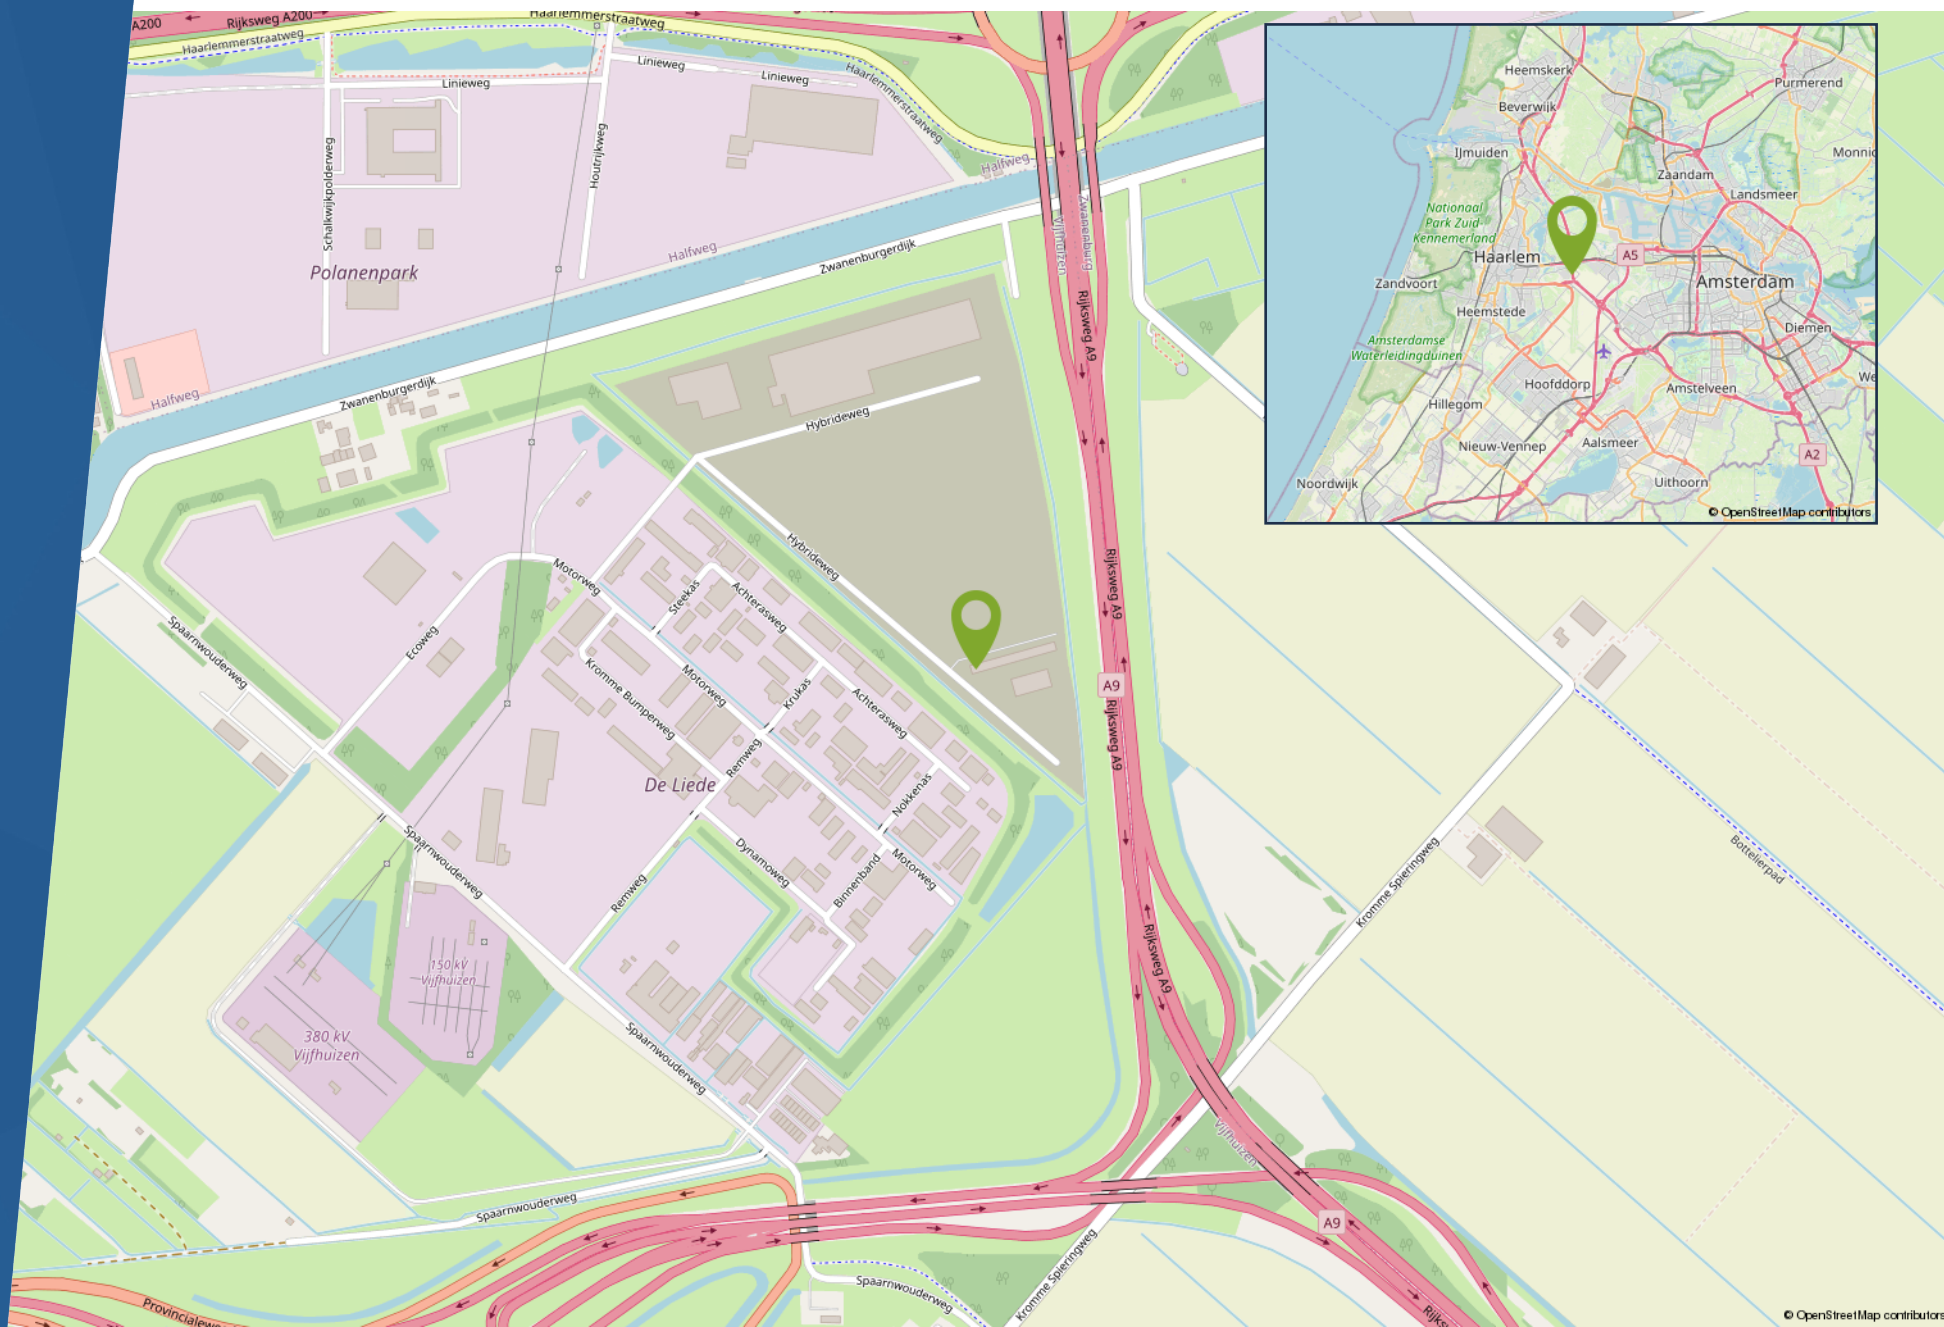 A200
Rijksweg A200
Haarlemmerstraatweg
Haarlemmerstraatweg
Linieweg
Linieweg
Linieweg
Haarlemmerstraatweg
Schalkwijkpolderweg
Houtrijkweg
Polanenpark
Halfweg
Halfweg
Halfweg
Zwanenburgerdijk
Zwanenburgerdijk
Vijfhuizen
Zwanenburg
Rijksweg A9
Hybrideweg
Hybrideweg
Rijksweg A9
A9
Rijksweg A9
Rijksweg A9
Motorweg
Steekas
Achterasweg
Ecoweg
Spaarnwouderweg
Kromme Bumperweg
Motorweg
Krukas
Achterasweg
Remweg
De Liede
Nokkenas
Spaarnwouderweg
Dynamoweg
Motorweg
Binnenband
Remweg
150 kV
Vijfhuizen
380 kV
Vijfhuizen
Spaarnwouderweg
Spaarnwouderweg
Spaarnwouderweg
Kromme Spieringweg
Kromme Spieringweg
Bottelierpad
Vijfhuizen
A9
Heemskerk
Purmerend
Beverwijk
IJmuiden
Monnic
Zaandam
Landsmeer
Nationaal
Park Zuid-
Kennemerland
Haarlem
A5
Zandvoort
Amsterdam
Heemstede
Diemen
Amsterdamse
Waterleidingduinen
Hoofddorp
Amstelveen
We
Hillegom
Nieuw-Vennep
Aalsmeer
A2
Noordwijk
Uithoorn
© OpenStreetMap contributors
© OpenStreetMap contributors